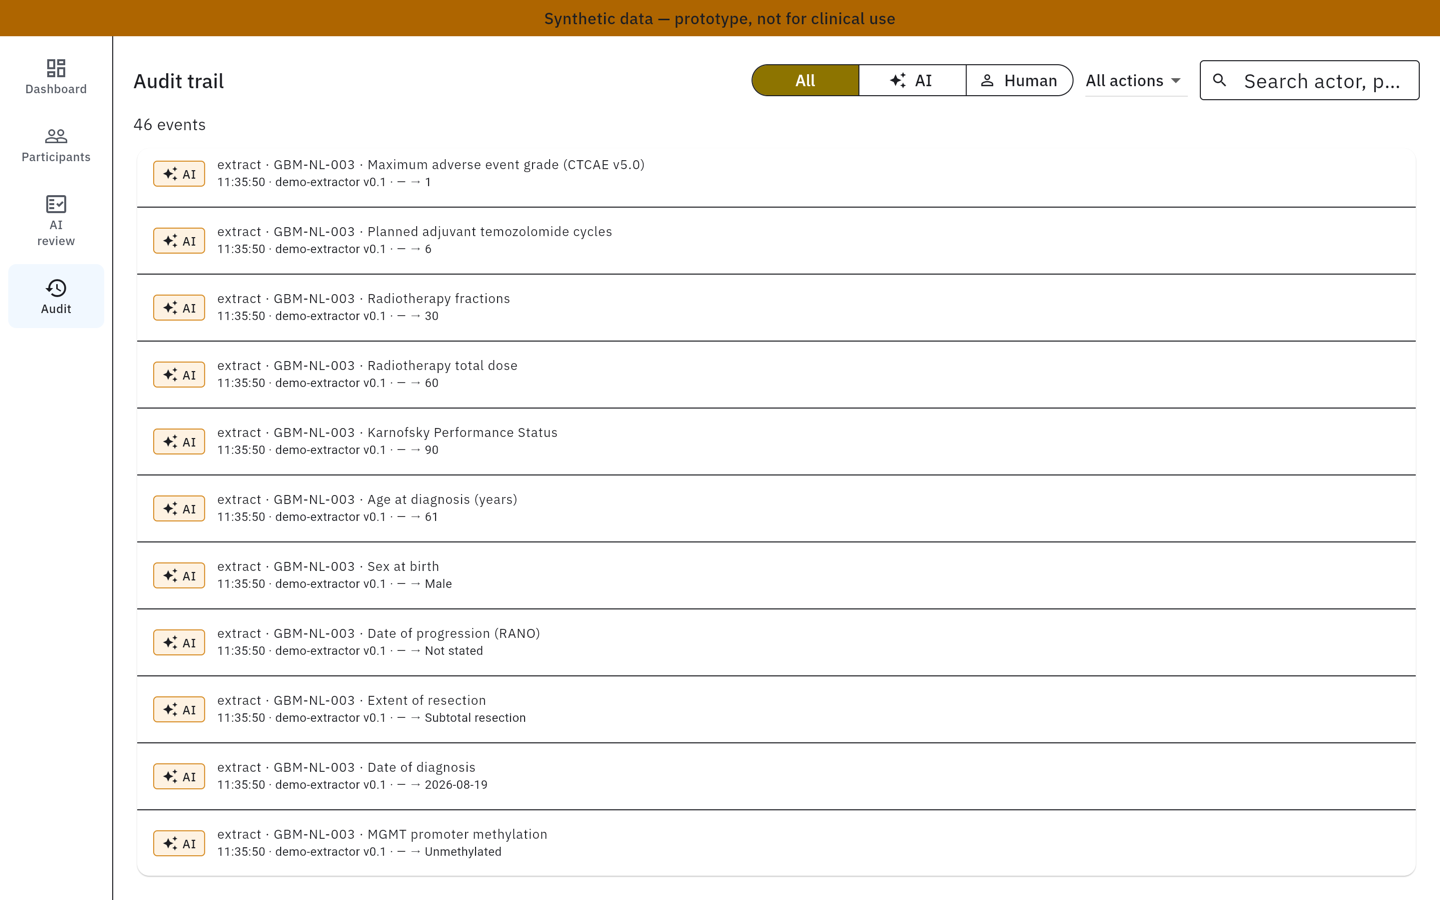 Synthetic data — prototype, not for clinical use
Dashboard
Participants
AI
review
Audit
Audit trail
All
AI
Human
All actions
Search actor, p...
46 events
AI
extract · GBM-NL-003 · Maximum adverse event grade (CTCAE v5.0)
11:35:50 · demo-extractor v0.1 · — → 1
AI
extract · GBM-NL-003 · Planned adjuvant temozolomide cycles
11:35:50 · demo-extractor v0.1 · — → 6
AI
extract · GBM-NL-003 · Radiotherapy fractions
11:35:50 · demo-extractor v0.1 · — → 30
AI
extract · GBM-NL-003 · Radiotherapy total dose
11:35:50 · demo-extractor v0.1 · — → 60
AI
extract · GBM-NL-003 · Karnofsky Performance Status
11:35:50 · demo-extractor v0.1 · — → 90
AI
extract · GBM-NL-003 · Age at diagnosis (years)
11:35:50 · demo-extractor v0.1 · — → 61
AI
extract · GBM-NL-003 · Sex at birth
11:35:50 · demo-extractor v0.1 · — → Male
AI
extract · GBM-NL-003 · Date of progression (RANO)
11:35:50 · demo-extractor v0.1 · — → Not stated
AI
extract · GBM-NL-003 · Extent of resection
11:35:50 · demo-extractor v0.1 · — → Subtotal resection
AI
extract · GBM-NL-003 · Date of diagnosis
11:35:50 · demo-extractor v0.1 · — → 2026-08-19
AI
extract · GBM-NL-003 · MGMT promoter methylation
11:35:50 · demo-extractor v0.1 · — → Unmethylated